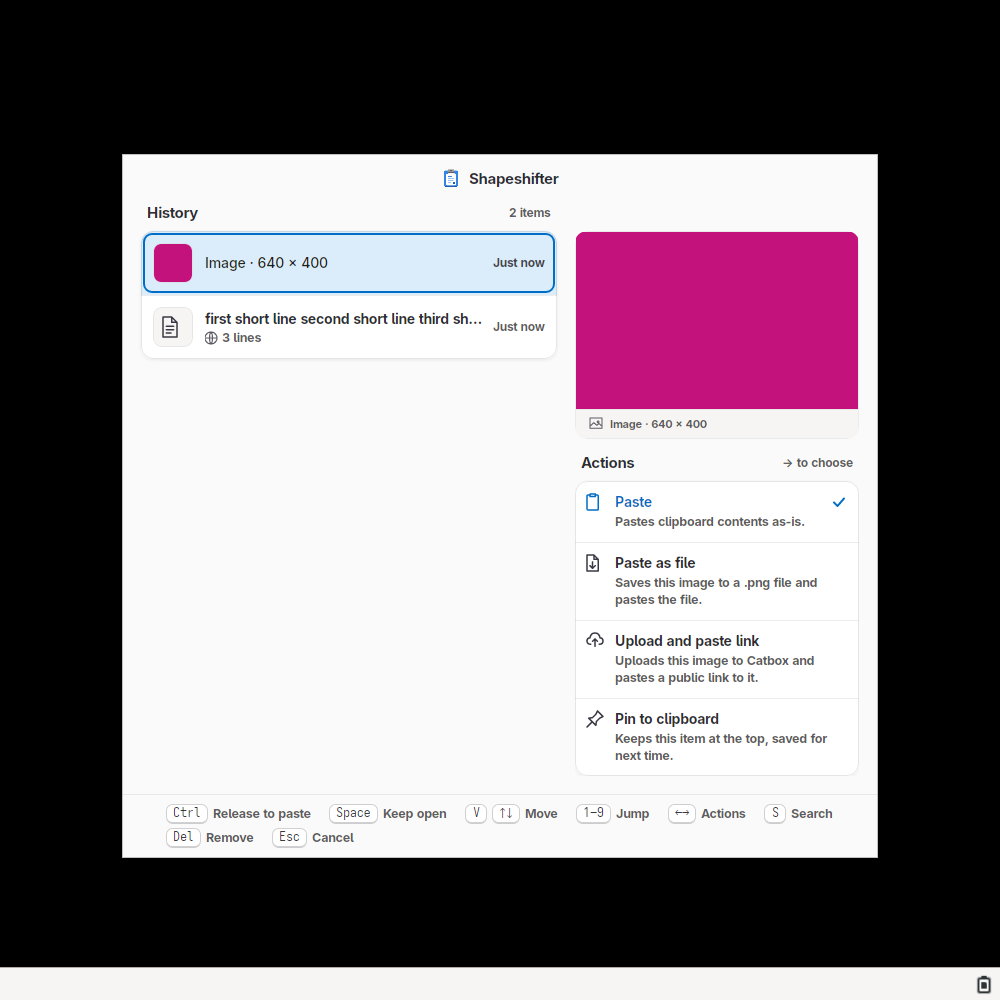 Shapeshifter
History
2 items
Image · 640 × 400
Just now
first short line second short line third sh...
3 lines
Just now
Image · 640 × 400
Actions
→ to choose
Paste
Pastes clipboard contents as-is.
Paste as file
Saves this image to a .png file and
pastes the file.
Upload and paste link
Uploads this image to Catbox and
pastes a public link to it.
Pin to clipboard
Keeps this item at the top, saved for
next time.
Ctrl Release to paste Space Keep open V ↑↓ Move 1–9 Jump ←→ Actions S Search
Del Remove Esc Cancel